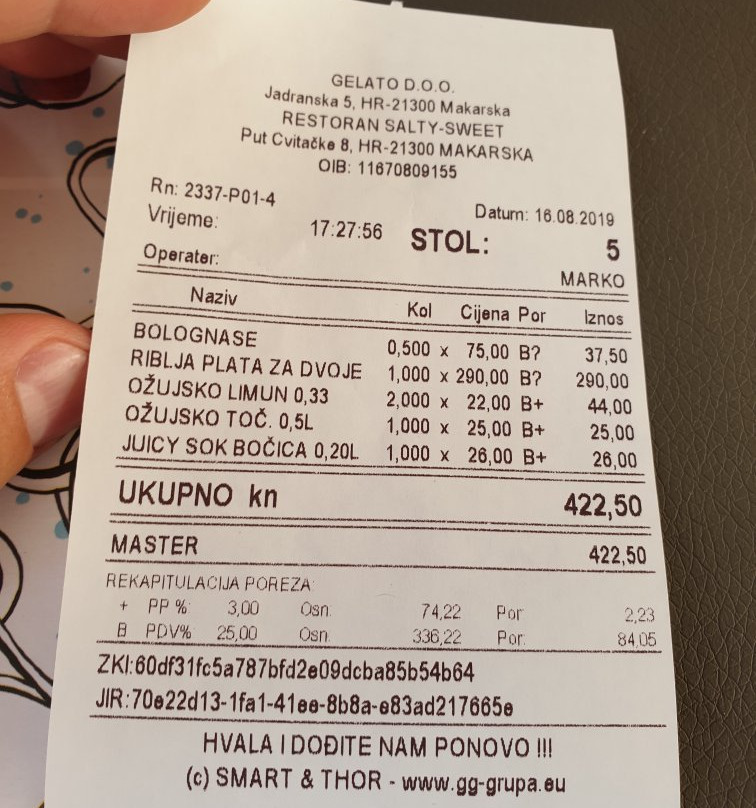 GELATO D.O.O.
Jadranska 5, HR-21300 Makarska
RESTORAN SALTY-SWEET
Put Cvitačke 8, HR-21300 MAKARSKA
OIB: 11670809155
Rn: 2337-P01-4 Datum: 16.08.2019
Vrijeme: 17:27:56 STOL: 5
Operater: MARKO
Naziv Kol Cijena Por Iznos
BOLOGNASE 0,500 x 75,00 B? 37,50
RIBLJA PLATA ZA DVOJE 1,000 x 290,00 B? 290,00
OŽUJSKO LIMUN 0,33 2,000 x 22,00 B+ 44,00
OŽUJSKO TOČ. 0,5L 1,000 x 25,00 B+ 25,00
JUICY SOK BOČICA 0,20L 1,000 x 26,00 B+ 26,00
UKUPNO kn 422,50
MASTER 422,50
REKAPITULACIJA POREZA:
+ PP %: 3,00 Osn. 74,22 Por 2,23
B PDV% 25,00 Osn. 336,22 Por. 84,05
ZKI:60df31fc5a787bfd2e09dcba85b54b64
JIR:70e22d13-1fa1-41ee-8b8a-e83ad217665e
HVALA I DOĐITE NAM PONOVO !!!
(c) SMART & THOR - www.gg-grupa.eu